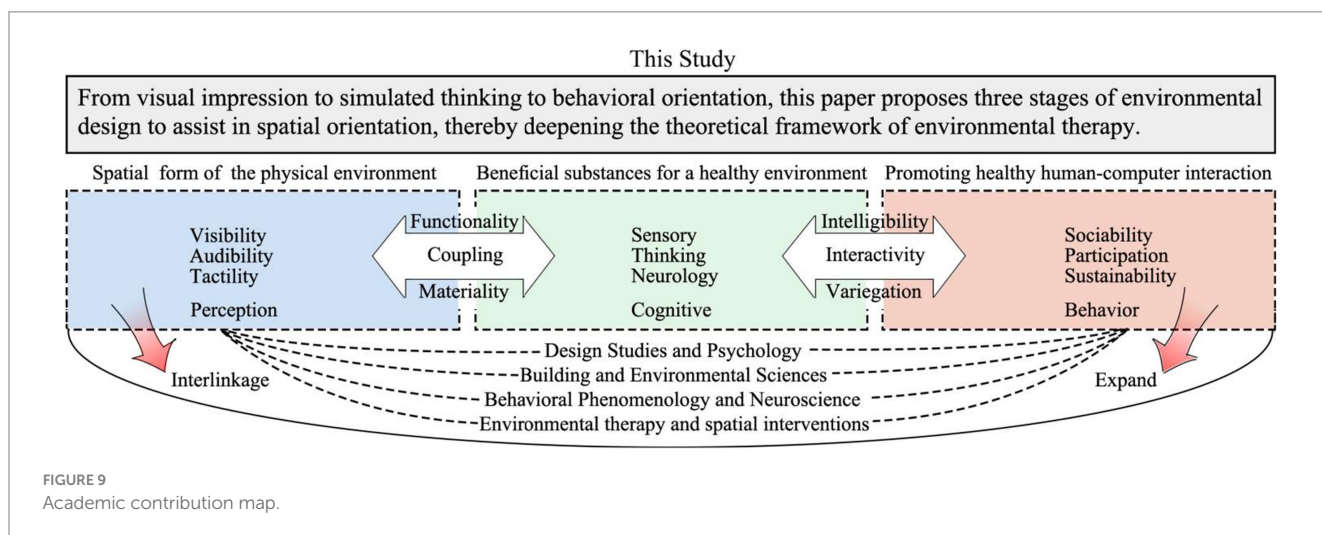 This Study
From visual impression to simulated thinking to behavioral orientation, this paper proposes three stages of environmental
design to assist in spatial orientation, thereby deepening the theoretical framework of environmental therapy.
Spatial form of the physical environment
Beneficial substances for a healthy environment
Promoting healthy human-computer interaction
Visibility
Audibility
Tactility
Perception
Functionality
Coupling
Materiality
Sensory
Thinking
Neurology
Cognitive
Intelligibility
Interactivity
Variegation
Sociability
Participation
Sustainability
Behavior
Interlinkage
Design Studies and Psychology
Building and Environmental Sciences
Behavioral Phenomenology and Neuroscience
Environmental therapy and spatial interventions
Expand
FIGURE 9
Academic contribution map.